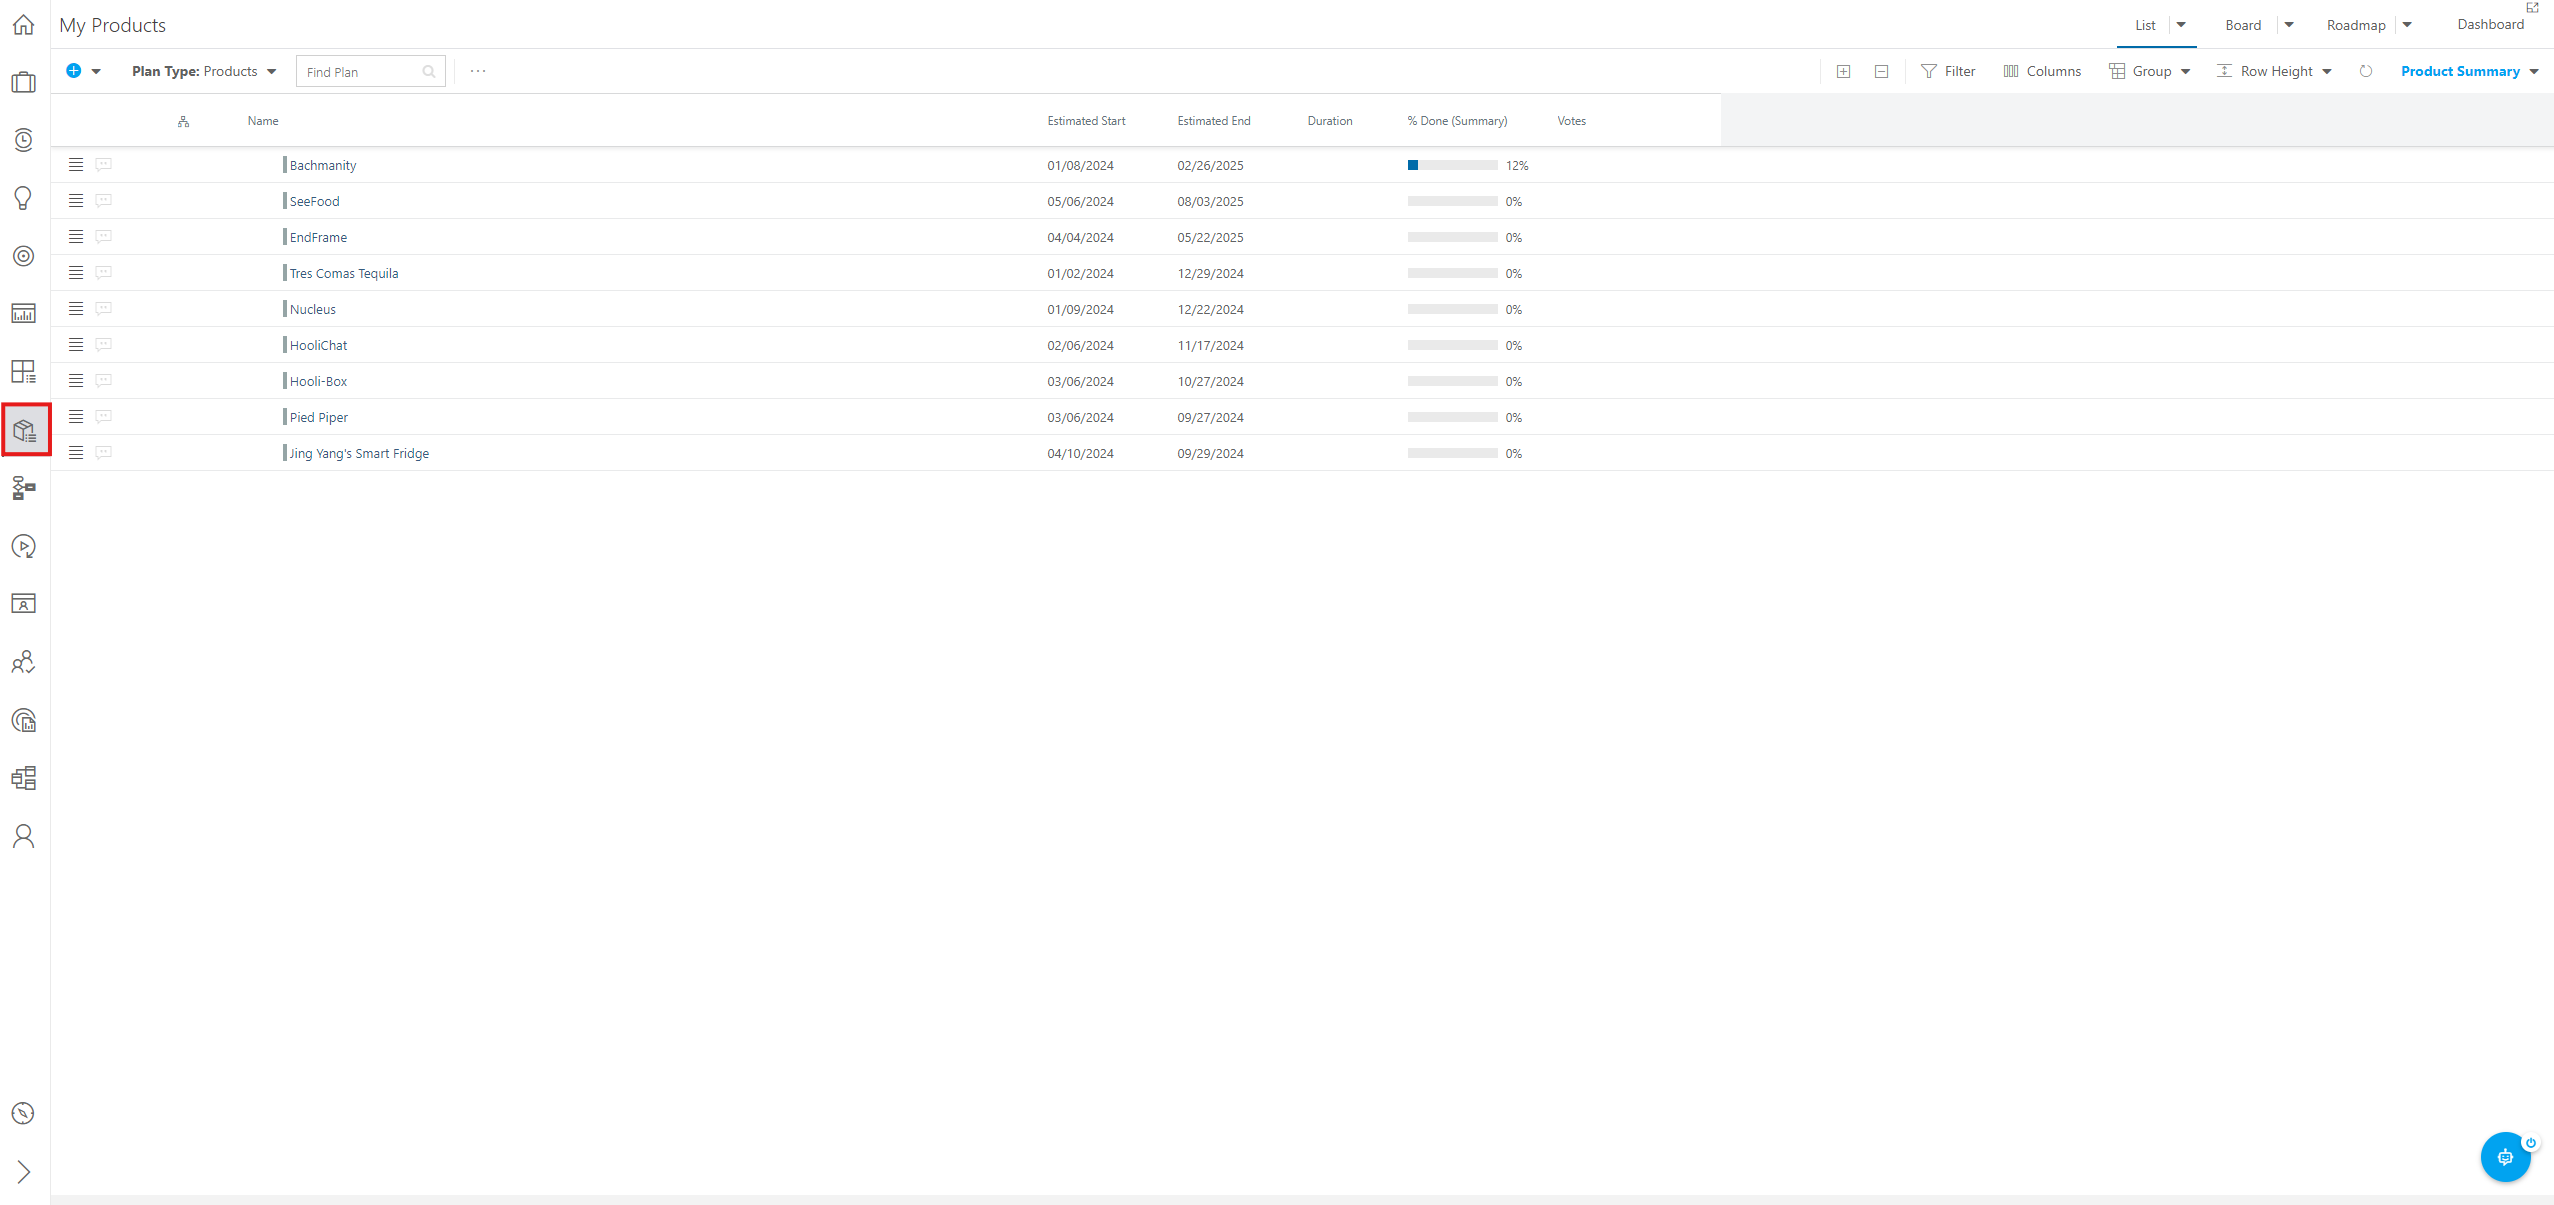 My Products
List Board Roadmap Dashboard
Plan Type: Products Find Plan ... Filter Columns Group Row Height Product Summary
Name Estimated Start Estimated End Duration % Done (Summary) Votes
Bachmanity 01/08/2024 02/26/2025 12%
SeeFood 05/06/2024 08/03/2025 0%
EndFrame 04/04/2024 05/22/2025 0%
Tres Comas Tequila 01/02/2024 12/29/2024 0%
Nucleus 01/09/2024 12/22/2024 0%
HooliChat 02/06/2024 11/17/2024 0%
Hooli-Box 03/06/2024 10/27/2024 0%
Pied Piper 03/06/2024 09/27/2024 0%
Jing Yang's Smart Fridge 04/10/2024 09/29/2024 0%